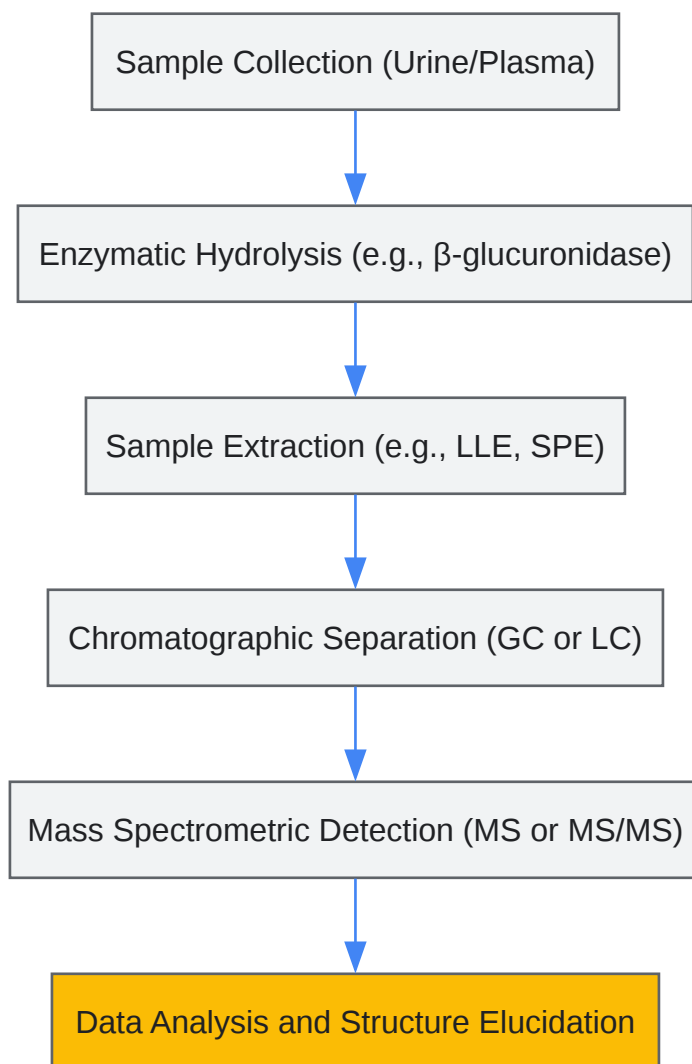 Sample Collection (Urine/Plasma)
Enzymatic Hydrolysis (e.g., β-glucuronidase)
Sample Extraction (e.g., LLE, SPE)
Chromatographic Separation (GC or LC)
Mass Spectrometric Detection (MS or MS/MS)
Data Analysis and Structure Elucidation